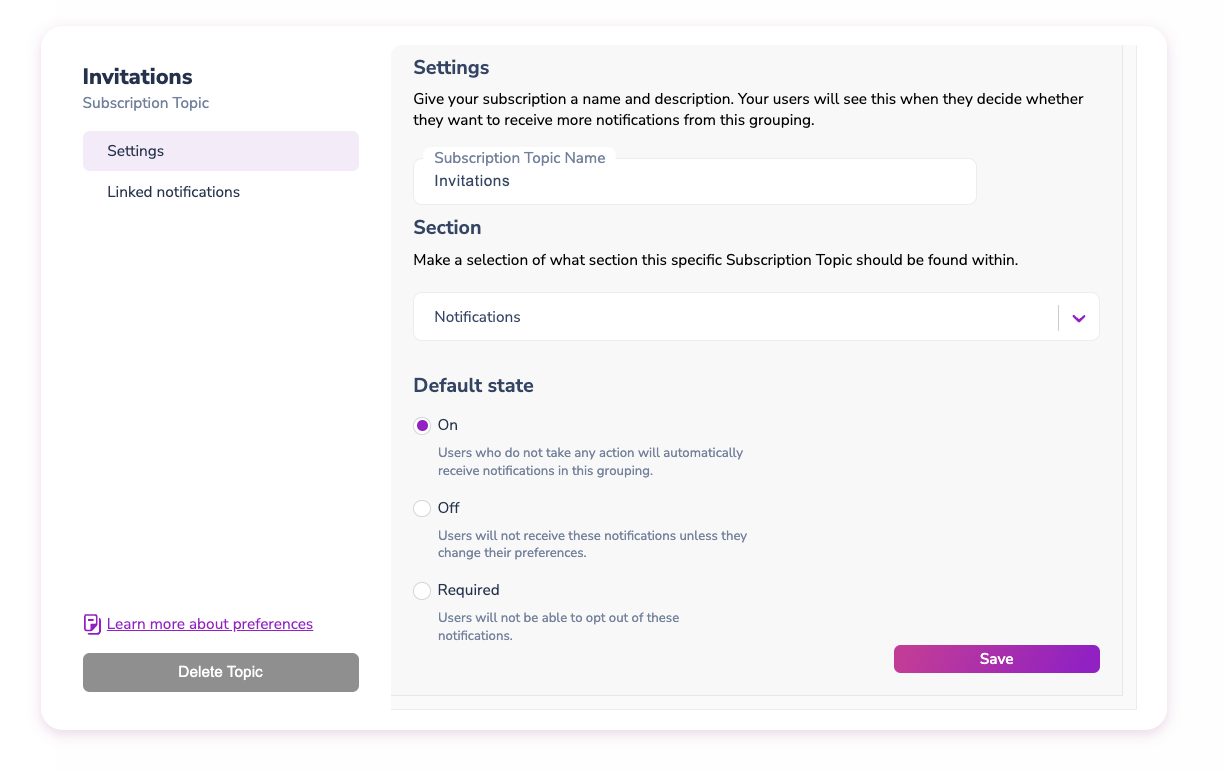 Invitations
Subscription Topic
Settings
Linked notifications
Learn more about preferences
Delete Topic
Settings
Give your subscription a name and description. Your users will see this when they decide whether
they want to receive more notifications from this grouping.
Subscription Topic Name
Invitations
Section
Make a selection of what section this specific Subscription Topic should be found within.
Notifications
Default state
On
Users who do not take any action will automatically
receive notifications in this grouping.
Off
Users will not receive these notifications unless they
change their preferences.
Required
Users will not be able to opt out of these
notifications.
Save